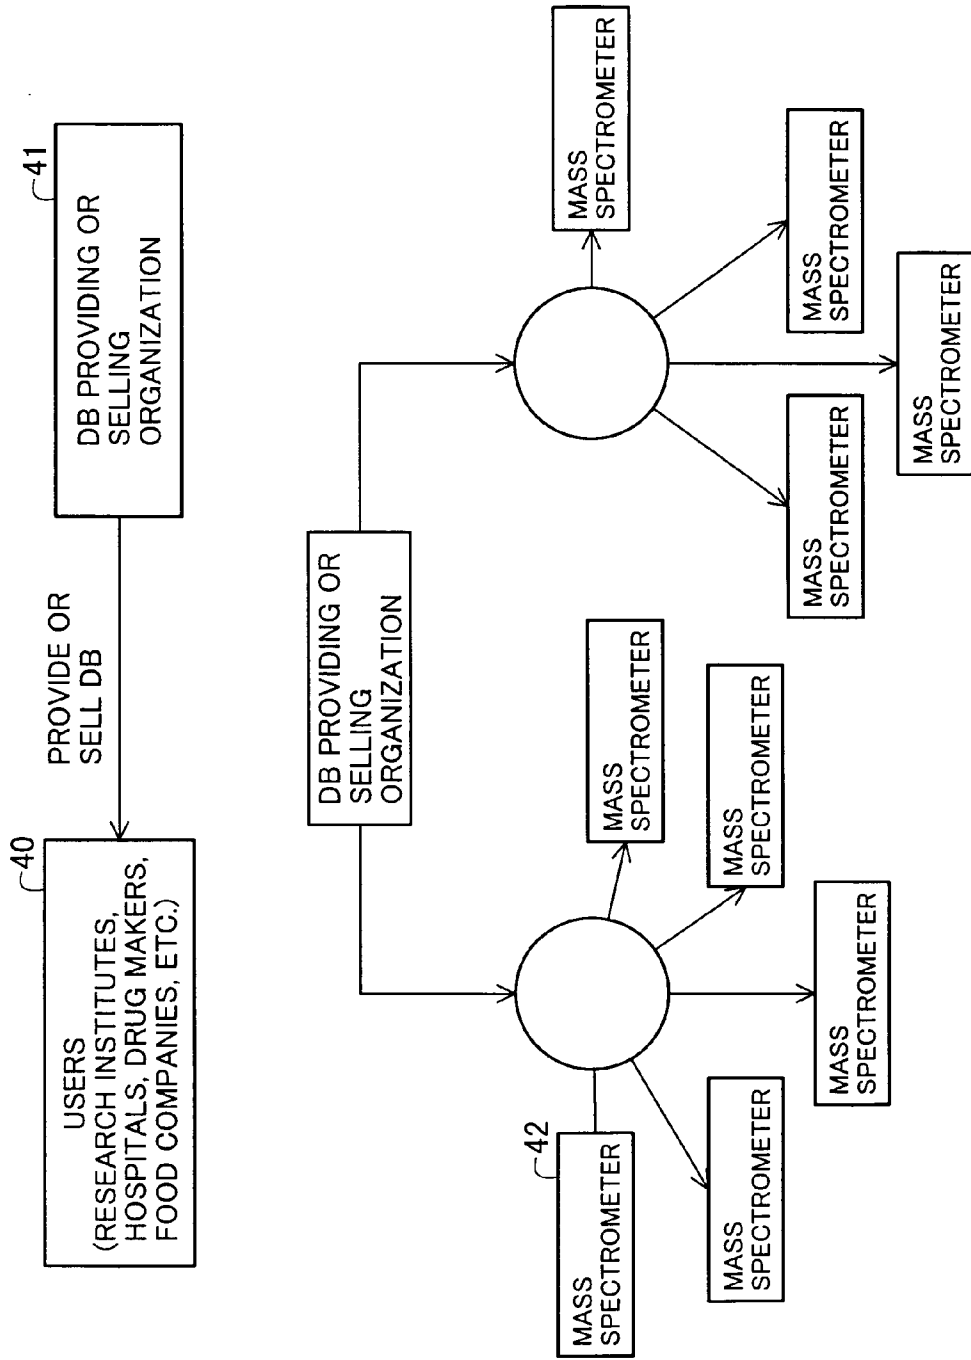 40
USERS
(RESEARCH INSTITUTES,
HOSPITALS, DRUG MAKERS,
FOOD COMPANIES, ETC.)
PROVIDE OR
SELL DB
41
DB PROVIDING OR
SELLING
ORGANIZATION
DB PROVIDING OR
SELLING
ORGANIZATION
42
MASS
SPECTROMETER
MASS
SPECTROMETER
MASS
SPECTROMETER
MASS
SPECTROMETER
MASS
SPECTROMETER
MASS
SPECTROMETER
MASS
SPECTROMETER
MASS
SPECTROMETER
MASS
SPECTROMETER